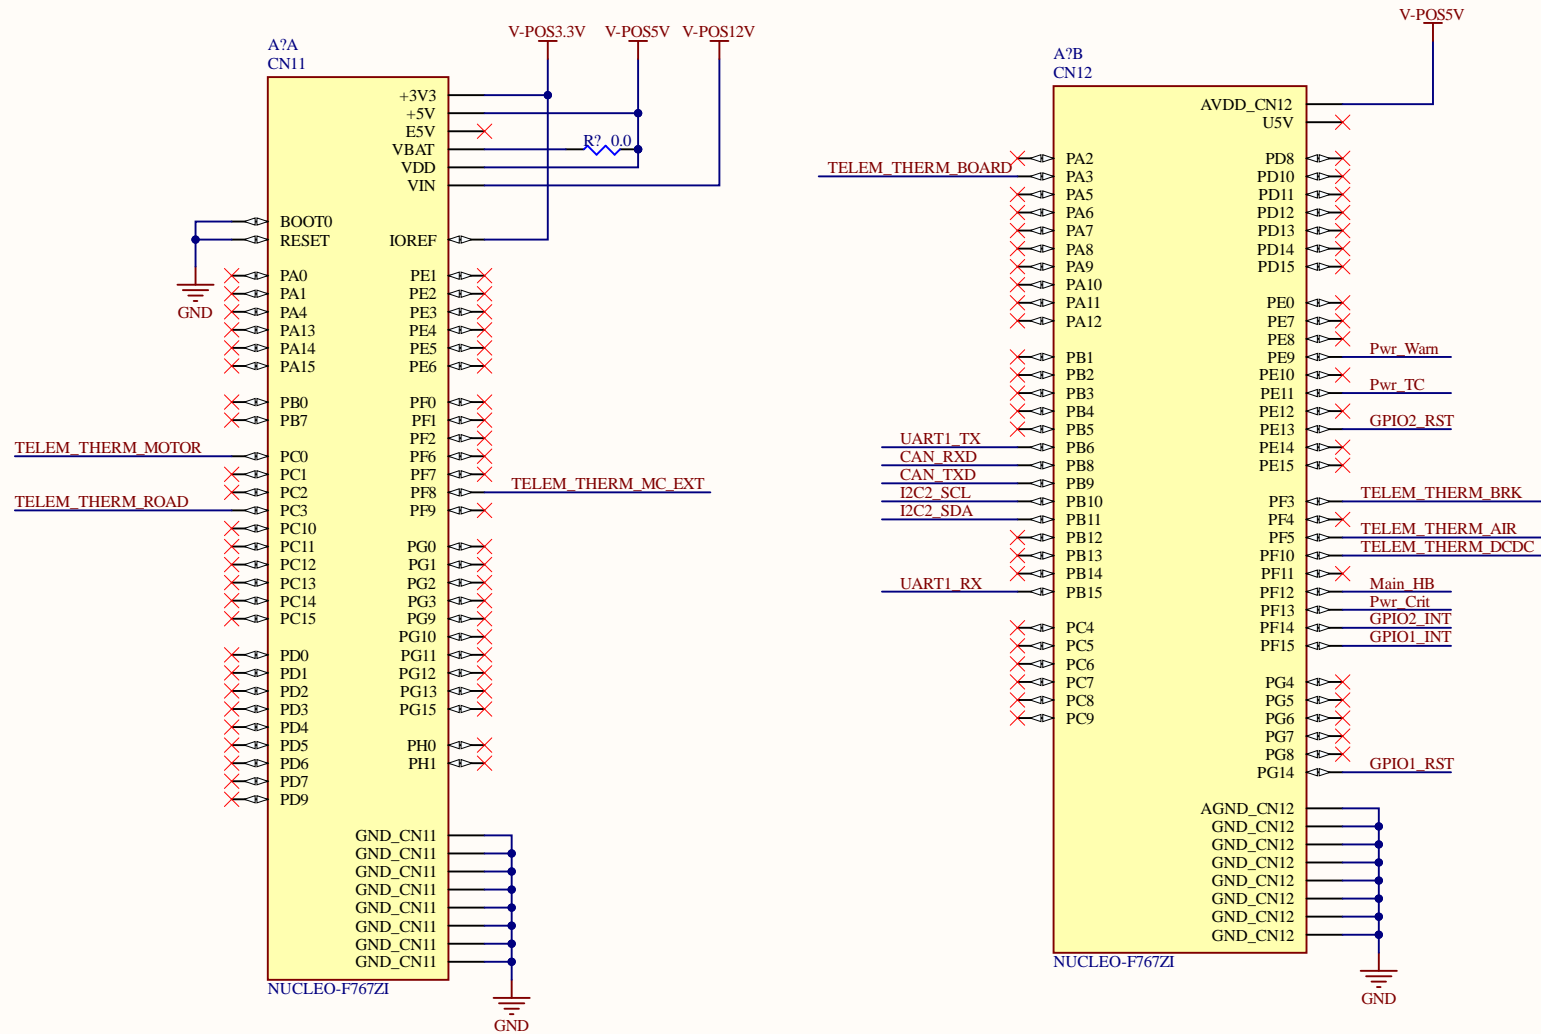 V-POS3.3V V-POS5V V-POS12V
A?A
CN11
+3V3
+5V
E5V
VBAT R? 0.0
VDD
VIN
BOOT0
RESET IOREF
GND
PA0 PE1
PA1 PE2
PA4 PE3
PA13 PE4
PA14 PE5
PA15 PE6
PB0 PF0
PB7 PF1
PF2
TELEM_THERM_MOTOR PC0 PF6
PC1 PF7
PC2 PF8 TELEM_THERM_MC_EXT
TELEM_THERM_ROAD PC3 PF9
PC10
PC11 PG0
PC12 PG1
PC13 PG2
PC14 PG3
PC15 PG9
PG10
PD0 PG11
PD1 PG12
PD2 PG13
PD3 PG15
PD4
PD5 PH0
PD6 PH1
PD7
PD9
GND_CN11
GND_CN11
GND_CN11
GND_CN11
GND_CN11
GND_CN11
GND_CN11
GND_CN11
NUCLEO-F767ZI
GND
V-POS5V
A?B
CN12
AVDD_CN12
U5V
PA2 PD8
TELEM_THERM_BOARD PA3 PD10
PA5 PD11
PA6 PD12
PA7 PD13
PA8 PD14
PA9 PD15
PA10
PA11 PE0
PA12 PE7
PE8
PB1 PE9 Pwr_Warn
PB2 PE10
PB3 PE11 Pwr_TC
PB4 PE12
PB5 PE13 GPIO2_RST
UART1_TX PB6 PE14
CAN_RXD PB8 PE15
CAN_TXD PB9
I2C2_SCL PB10 PF3 TELEM_THERM_BRK
I2C2_SDA PB11 PF4
PB12 PF5 TELEM_THERM_AIR
PB13 PF10 TELEM_THERM_DCDC
PB14 PF11
UART1_RX PB15 PF12 Main_HB
PF13 Pwr_Crit
PC4 PF14 GPIO2_INT
PC5 PF15 GPIO1_INT
PC6
PC7 PG4
PC8 PG5
PC9 PG6
PG7
PG8
PG14 GPIO1_RST
AGND_CN12
GND_CN12
GND_CN12
GND_CN12
GND_CN12
GND_CN12
GND_CN12
GND_CN12
NUCLEO-F767ZI
GND